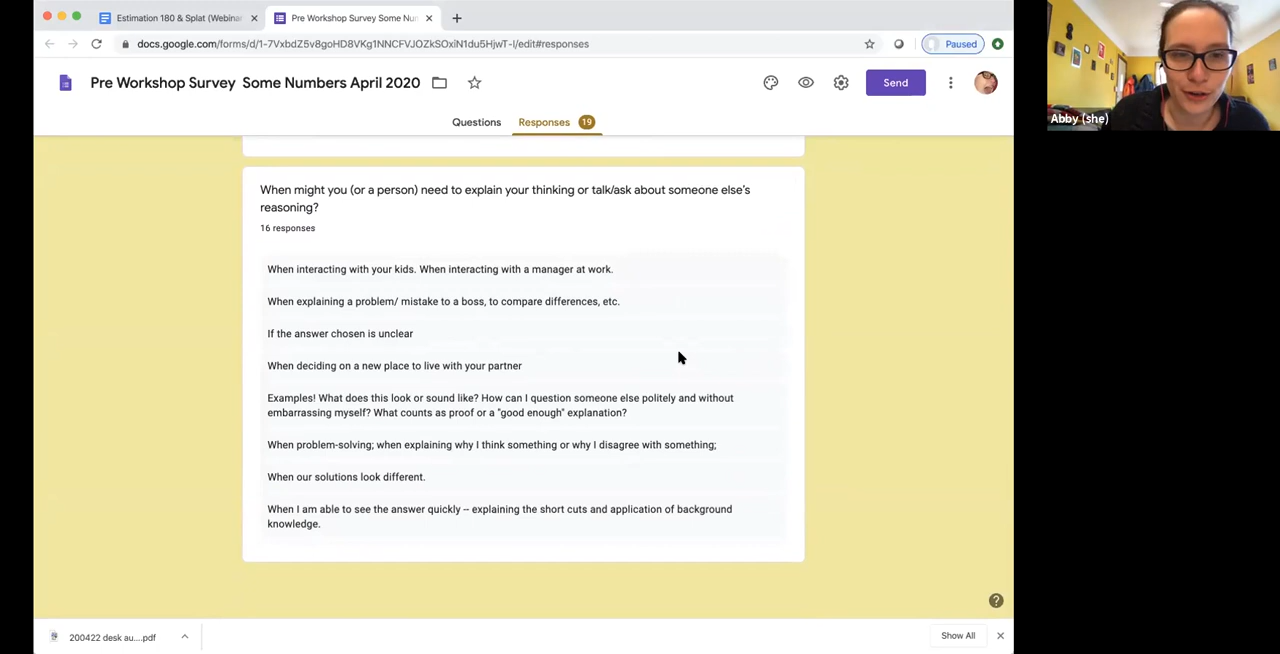 Estimation 180 & Splat (Webinar
Pre Workshop Survey Some Num
docs.google.com/forms/d/1-7VxbdZ5v8goHD8VKg1NNCFVJOZkSOxiN1du5HjwT-I/edit#responses
Paused
Pre Workshop Survey Some Numbers April 2020
Send
Questions
Responses 19
Abby (she)
When might you (or a person) need to explain your thinking or talk/ask about someone else's
reasoning?
16 responses
When interacting with your kids. When interacting with a manager at work.
When explaining a problem/ mistake to a boss, to compare differences, etc.
If the answer chosen is unclear
When deciding on a new place to live with your partner
Examples! What does this look or sound like? How can I question someone else politely and without
embarrassing myself? What counts as proof or a "good enough" explanation?
When problem-solving; when explaining why I think something or why I disagree with something;
When our solutions look different.
When I am able to see the answer quickly -- explaining the short cuts and application of background
knowledge.
200422 desk au....pdf
Show All